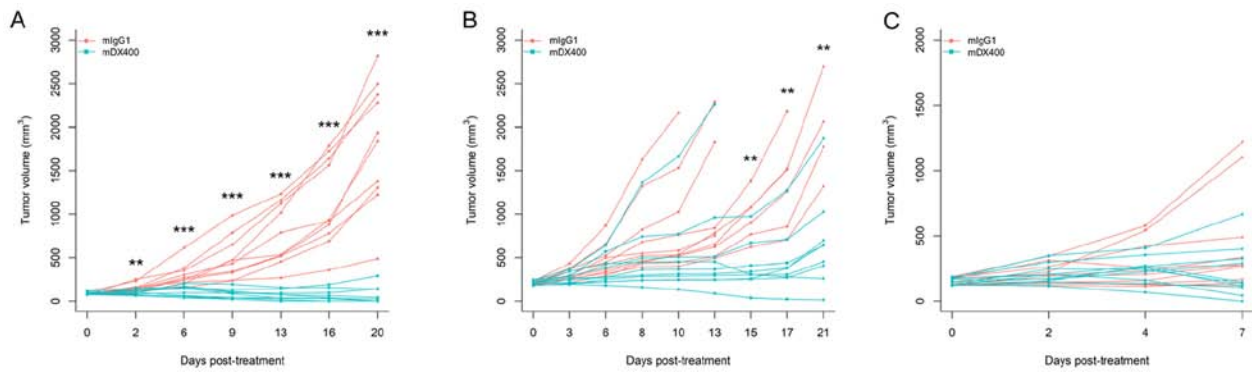 A
mIgG1
mDX400
Tumor volume (mm³)
0 500 1000 1500 2000 2500 3000
** *** *** *** *** ***
0 2 6 9 13 16 20
Days post-treatment
B
mIgG1
mDX400
Tumor volume (mm³)
0 500 1000 1500 2000 2500 3000
** ** **
0 3 6 8 10 13 15 17 21
Days post-treatment
C
mIgG1
mDX400
Tumor volume (mm³)
0 500 1000 1500 2000
0 2 4 7
Days post-treatment